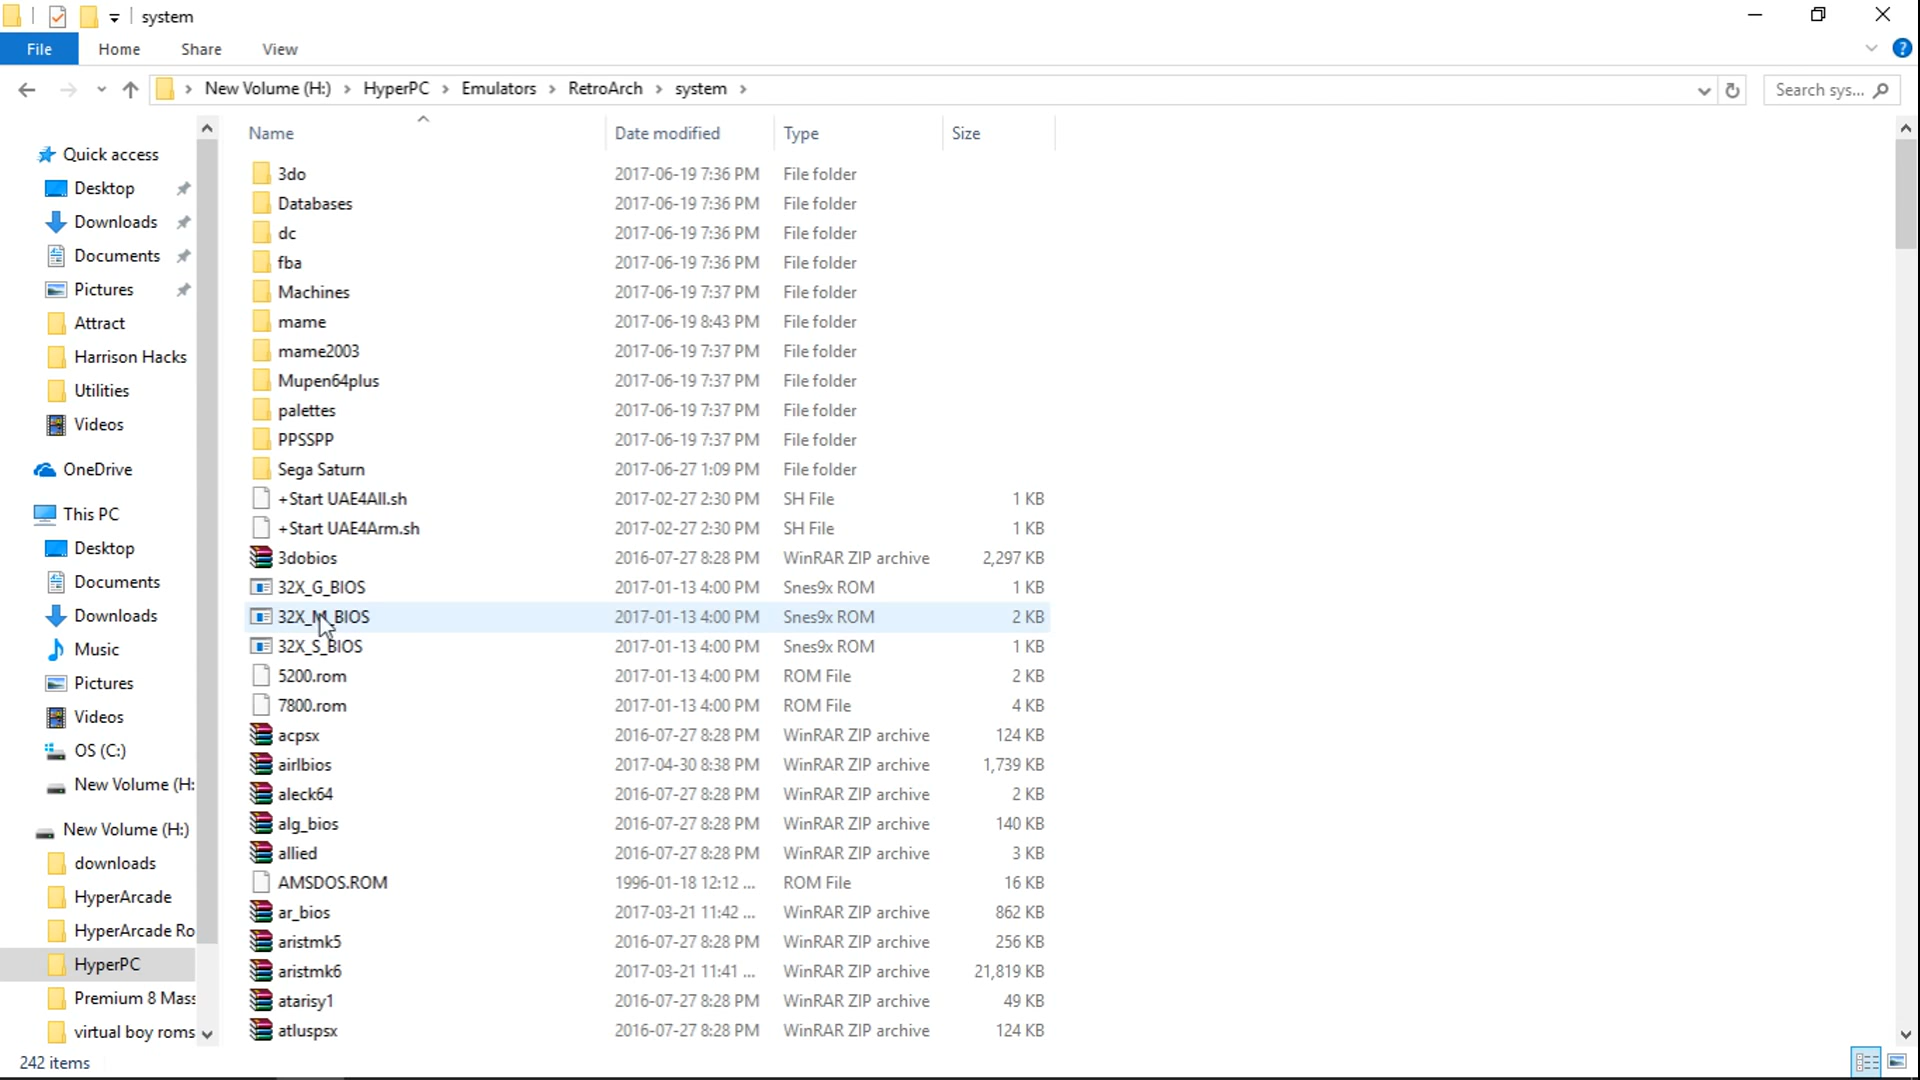 system
File Home Share View
New Volume (H:) HyperPC Emulators RetroArch system Search sys...
Quick access
Desktop
Downloads
Documents
Pictures
Attract
Harrison Hacks
Utilities
Videos
OneDrive
This PC
Desktop
Documents
Downloads
Music
Pictures
Videos
OS (C:)
New Volume (H:
New Volume (H:)
downloads
HyperArcade
HyperArcade Ro
HyperPC
Premium 8 Mass
virtual boy roms
Name Date modified Type Size
3do 2017-06-19 7:36 PM File folder
Databases 2017-06-19 7:36 PM File folder
dc 2017-06-19 7:36 PM File folder
fba 2017-06-19 7:36 PM File folder
Machines 2017-06-19 7:37 PM File folder
mame 2017-06-19 8:43 PM File folder
mame2003 2017-06-19 7:37 PM File folder
Mupen64plus 2017-06-19 7:37 PM File folder
palettes 2017-06-19 7:37 PM File folder
PPSSPP 2017-06-19 7:37 PM File folder
Sega Saturn 2017-06-27 1:09 PM File folder
+Start UAE4All.sh 2017-02-27 2:30 PM SH File 1 KB
+Start UAE4Arm.sh 2017-02-27 2:30 PM SH File 1 KB
3dobios 2016-07-27 8:28 PM WinRAR ZIP archive 2,297 KB
32X_G_BIOS 2017-01-13 4:00 PM Snes9x ROM 1 KB
32X_M_BIOS 2017-01-13 4:00 PM Snes9x ROM 2 KB
32X_S_BIOS 2017-01-13 4:00 PM Snes9x ROM 1 KB
5200.rom 2017-01-13 4:00 PM ROM File 2 KB
7800.rom 2017-01-13 4:00 PM ROM File 4 KB
acpsx 2016-07-27 8:28 PM WinRAR ZIP archive 124 KB
airlbios 2017-04-30 8:38 PM WinRAR ZIP archive 1,739 KB
aleck64 2016-07-27 8:28 PM WinRAR ZIP archive 2 KB
alg_bios 2016-07-27 8:28 PM WinRAR ZIP archive 140 KB
allied 2016-07-27 8:28 PM WinRAR ZIP archive 3 KB
AMSDOS.ROM 1996-01-18 12:12 ... ROM File 16 KB
ar_bios 2017-03-21 11:42 ... WinRAR ZIP archive 862 KB
aristmk5 2016-07-27 8:28 PM WinRAR ZIP archive 256 KB
aristmk6 2017-03-21 11:41 ... WinRAR ZIP archive 21,819 KB
atarisy1 2016-07-27 8:28 PM WinRAR ZIP archive 49 KB
atluspsx 2016-07-27 8:28 PM WinRAR ZIP archive 124 KB
242 items